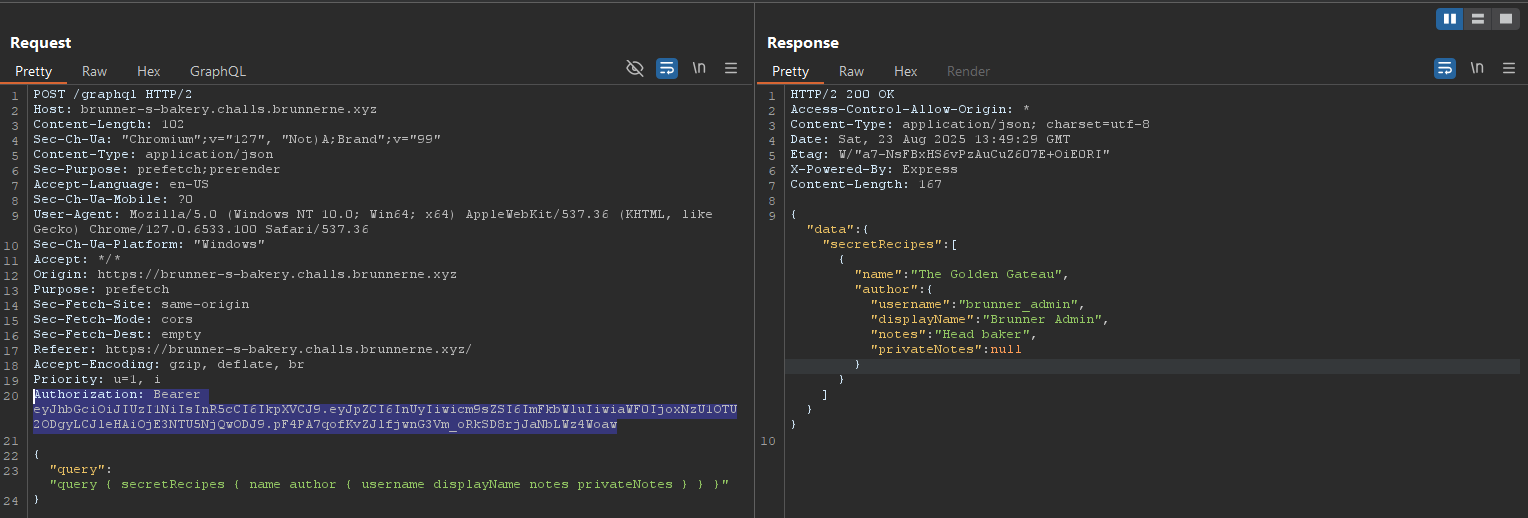 Request
Pretty Raw Hex GraphQL \n
1 POST /graphql HTTP/2
2 Host: brunner-s-bakery.challs.brunnerne.xyz
3 Content-Length: 102
4 Sec-Ch-Ua: "Chromium";v="127", "Not)A;Brand";v="99"
5 Content-Type: application/json
6 Sec-Purpose: prefetch;prerender
7 Accept-Language: en-US
8 Sec-Ch-Ua-Mobile: ?0
9 User-Agent: Mozilla/5.0 (Windows NT 10.0; Win64; x64) AppleWebKit/537.36 (KHTML, like
Gecko) Chrome/127.0.6533.100 Safari/537.36
10 Sec-Ch-Ua-Platform: "Windows"
11 Accept: */*
12 Origin: https://brunner-s-bakery.challs.brunnerne.xyz
13 Purpose: prefetch
14 Sec-Fetch-Site: same-origin
15 Sec-Fetch-Mode: cors
16 Sec-Fetch-Dest: empty
17 Referer: https://brunner-s-bakery.challs.brunnerne.xyz/
18 Accept-Encoding: gzip, deflate, br
19 Priority: u=1, i
20 Authorization: Bearer
eyJhbGciOiJIUzI1NiIsInR5cCI6IkpXVCJ9.eyJpZCI6InUyIiwicm9sZSI6ImFkbWluIiwiaWF0IjoxNzU1OTU
2ODgyLCJleHAiOjE3NTU5NjQwODJ9.pF4PA7qofKvZJlfjwnG3Vm_oRkSD8rjJaNbLWz4Woaw
21
22 {
23 "query":
"query { secretRecipes { name author { username displayName notes privateNotes } } }"
24 }
Response
Pretty Raw Hex Render \n
1 HTTP/2 200 OK
2 Access-Control-Allow-Origin: *
3 Content-Type: application/json; charset=utf-8
4 Date: Sat, 23 Aug 2025 13:49:29 GMT
5 Etag: W/"a7-NsFBxHS6vPzAuCuZ607E+OiE0RI"
6 X-Powered-By: Express
7 Content-Length: 167
8
9 {
"data":{
"secretRecipes":[
{
"name":"The Golden Gateau",
"author":{
"username":"brunner_admin",
"displayName":"Brunner Admin",
"notes":"Head baker",
"privateNotes":null
}
}
]
}
}
10